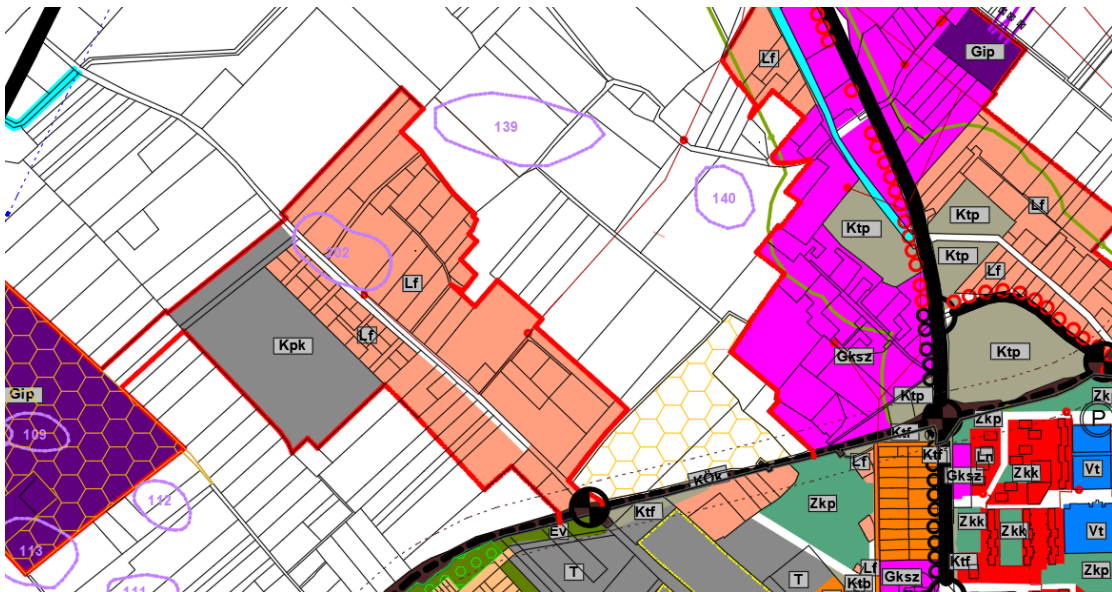 Gip
Lf
139
140
Ktp
Ktp
Lf
202
Lf
Ktp
Lf
Lf
Kpk
Gksz
Ktp
Gip
Ktp
Zkp
P
109
Ktf
Ktf
Ln
Zkk
Vt
Gksz
Lf
KÖk
112
Zkp
Ktf
Zkk
Zkk
Vt
Év
113
T
T
Lf
Ktf
Zkp
Ktb
Gksz
111